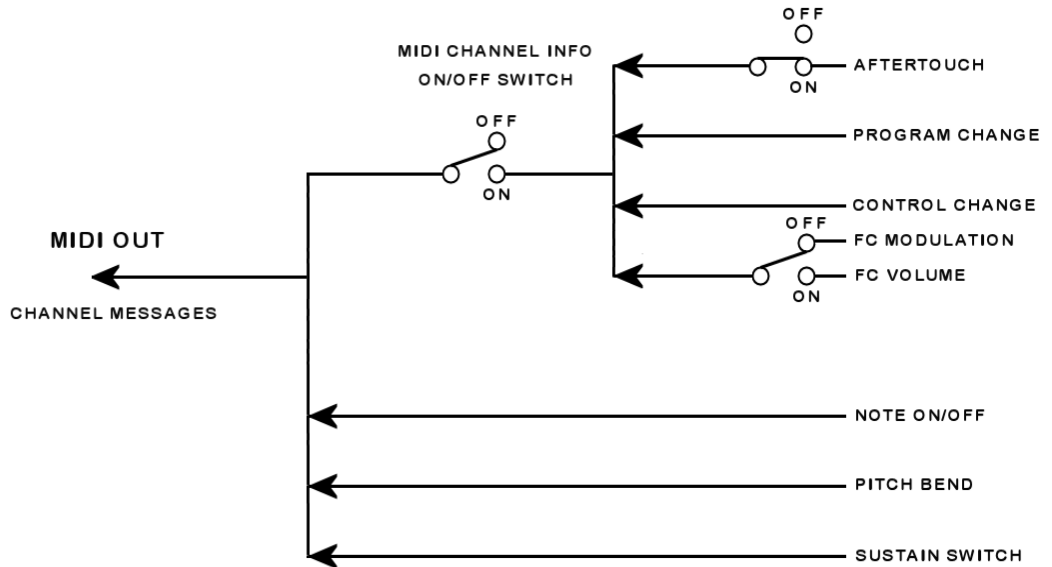 OFF
MIDI CHANNEL INFO
ON/OFF SWITCH
AFTERTOUCH
ON
OFF
PROGRAM CHANGE
ON
CONTROL CHANGE
OFF
MIDI OUT
FC MODULATION
FC VOLUME
ON
CHANNEL MESSAGES
NOTE ON/OFF
PITCH BEND
SUSTAIN SWITCH